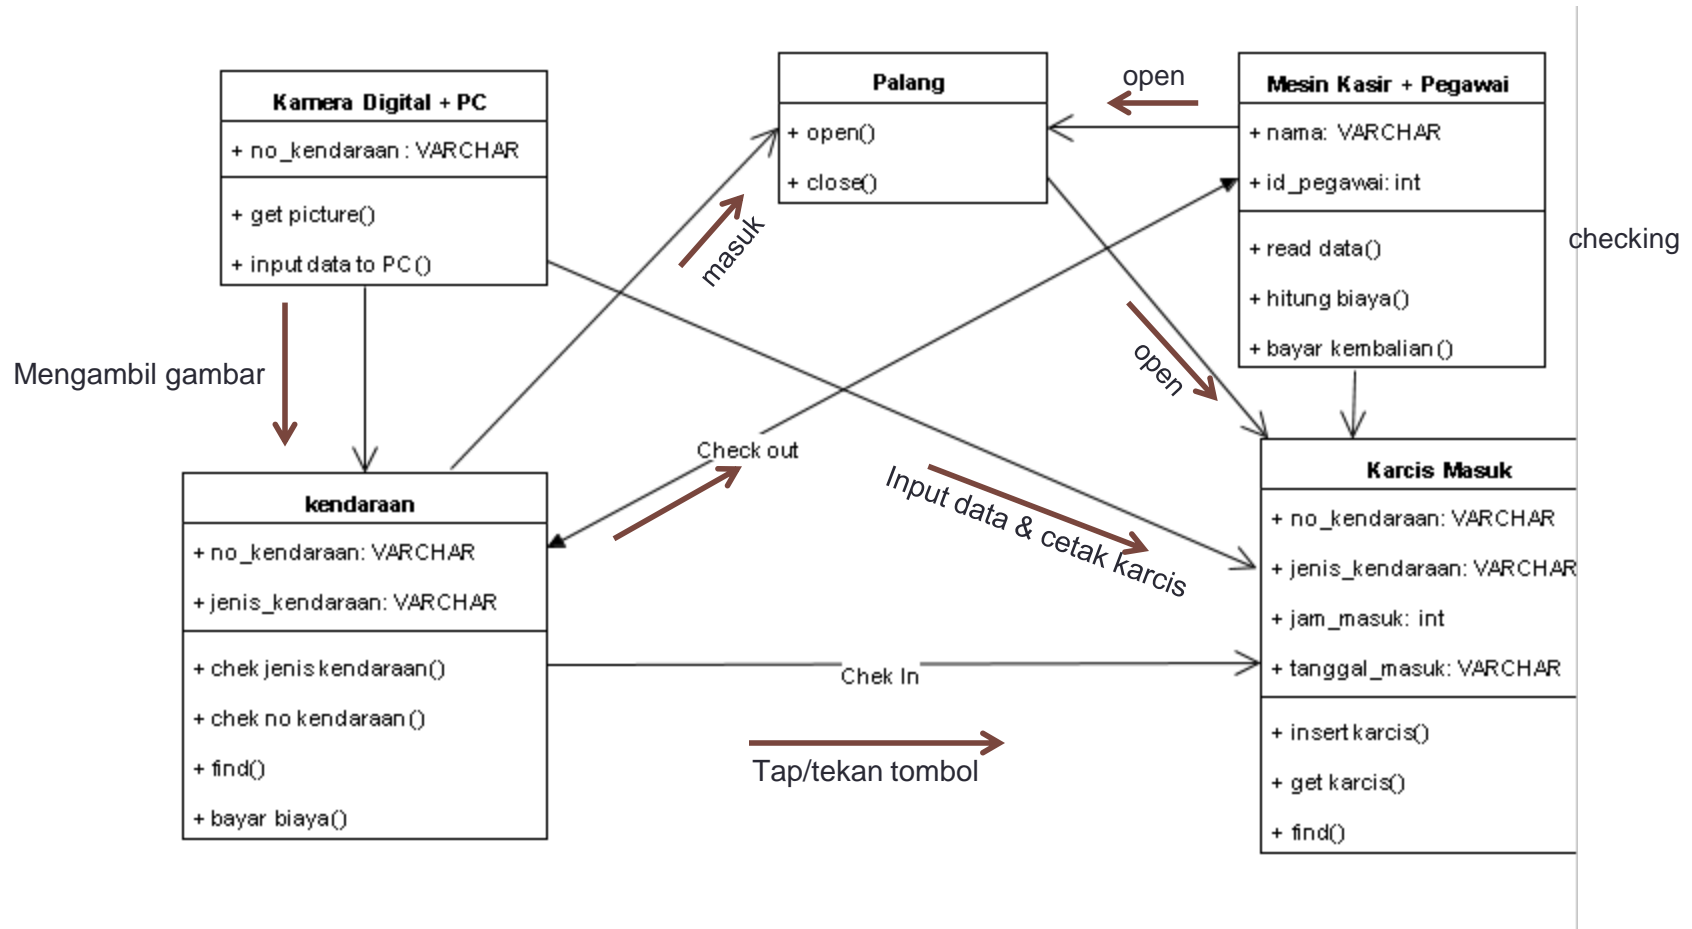 Kamera Digital + PC
+ no_kendaraan : VARCHAR
+ get picture()
+ input data to PC()
Palang
+ open()
+ close()
open
Mesin Kasir + Pegawai
+ nama: VARCHAR
+ id_pegawai: int
+ read data()
+ hitung biaya()
+ bayar kembalian()
checking
masuk
open
Mengambil gambar
Check out
Input data & cetak karcis
kendaraan
+ no_kendaraan: VARCHAR
+ jenis_kendaraan: VARCHAR
+ chek jenis kendaraan()
+ chek no kendaraan()
+ find()
+ bayar biaya()
Chek In
Tap/tekan tombol
Karcis Masuk
+ no_kendaraan: VARCHAR
+ jenis_kendaraan: VARCHAR
+ jam_masuk: int
+ tanggal_masuk: VARCHAR
+ insert karcis()
+ get karcis()
+ find()